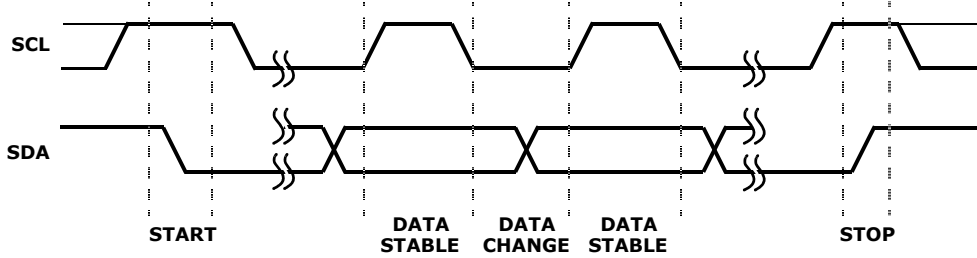 SCL
SDA
START
DATA
STABLE
DATA
CHANGE
DATA
STABLE
STOP